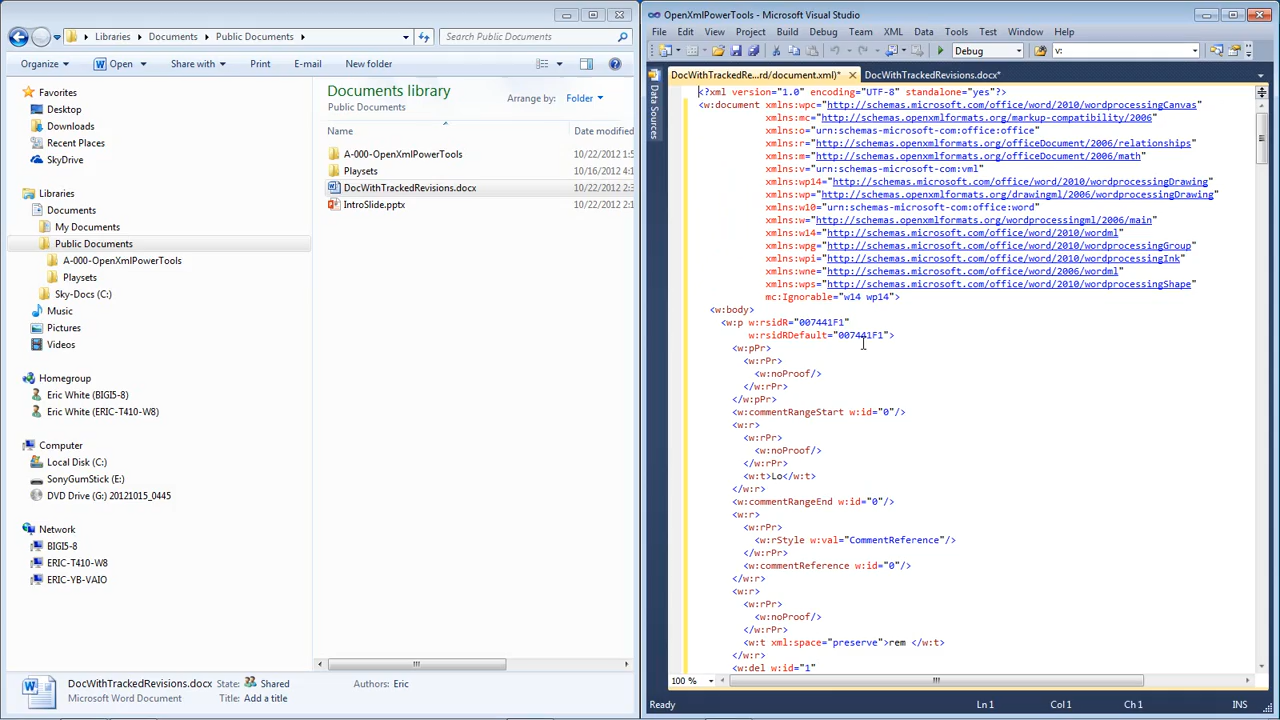 Libraries
Documents
Public Documents
Search Public Documents
Organize
Open
Share with
Print
E-mail
New folder
Favorites
Desktop
Downloads
Recent Places
SkyDrive
Libraries
Documents
My Documents
Public Documents
A-000-OpenXmlPowerTools
Playsets
Sky-Docs (C:)
Music
Pictures
Videos
Homegroup
Eric White (BIGI5-8)
Eric White (ERIC-T410-W8)
Computer
Local Disk (C:)
SonyGumStick (E:)
DVD Drive (G:) 20121015_0445
Network
BIGI5-8
ERIC-T410-W8
ERIC-19-VAIO
Documents library
Public Documents
Arrange by: Folder
Name
Date modified
A-000-OpenXmlPowerTools 10/22/2012 1:5
Playsets 10/16/2012 4
DocWithTrackedRevisions.docx 10/22/2012 2:3
IntroSlide.pptx 10/22/2012 2
DocWithTrackedRevisions.docx State: Shared Authors: Eric
Microsoft Word Document Title: Add a title
OpenXmlPowerTools - Microsoft Visual Studio
File Edit View Project Build Debug Team XML Data Tools Test Window Help
Debug
v:
DocWithTrackedRe...rd/document.xml)* DocWithTrackedRevisions.docx*
Data Sources
<?xml version="1.0" encoding="UTF-8" standalone="yes"?>
<w:document xmlns:wpc="http://schemas.microsoft.com/office/word/2010/wordprocessingCanvas"
xmlns:mc="http://schemas.openxmlformats.org/markup-compatibility/2006"
xmlns:o="urn:schemas-microsoft-com:office:office"
xmlns:r="http://schemas.openxmlformats.org/officeDocument/2006/relationships"
xmlns:m="http://schemas.openxmlformats.org/officeDocument/2006/math"
xmlns:v="urn:schemas-microsoft-com:vml"
xmlns:wp14="http://schemas.microsoft.com/office/word/2010/wordprocessingDrawing"
xmlns:wp="http://schemas.openxmlformats.org/drawingml/2006/wordprocessingDrawing"
xmlns:w10="urn:schemas-microsoft-com:office:word"
xmlns:w="http://schemas.openxmlformats.org/wordprocessingml/2006/main"
xmlns:w14="http://schemas.microsoft.com/office/word/2010/wordml"
xmlns:wpg="http://schemas.microsoft.com/office/word/2010/wordprocessingGroup"
xmlns:wpi="http://schemas.microsoft.com/office/word/2010/wordprocessingInk"
xmlns:wne="http://schemas.microsoft.com/office/word/2006/wordml"
xmlns:wps="http://schemas.microsoft.com/office/word/2010/wordprocessingShape"
mc:Ignorable="w14 wp14">
<w:body>
<w:p w:rsidR="007441F1"
w:rsidRDefault="007441F1">
<w:pPr>
<w:rPr>
<w:noProof/>
</w:rPr>
</w:pPr>
<w:commentRangeStart w:id="0"/>
<w:r>
<w:rPr>
<w:noProof/>
</w:rPr>
<w:t>Lo</w:t>
</w:r>
<w:commentRangeEnd w:id="0"/>
<w:r>
<w:rPr>
<w:rStyle w:val="CommentReference"/>
</w:rPr>
<w:commentReference w:id="0"/>
</w:r>
<w:r>
<w:rPr>
<w:noProof/>
</w:rPr>
<w:t xml:space="preserve">rem </w:t>
</w:r>
<w:del w:id="1"
100 %
Ready Ln 1 Col 1 Ch 1 INS